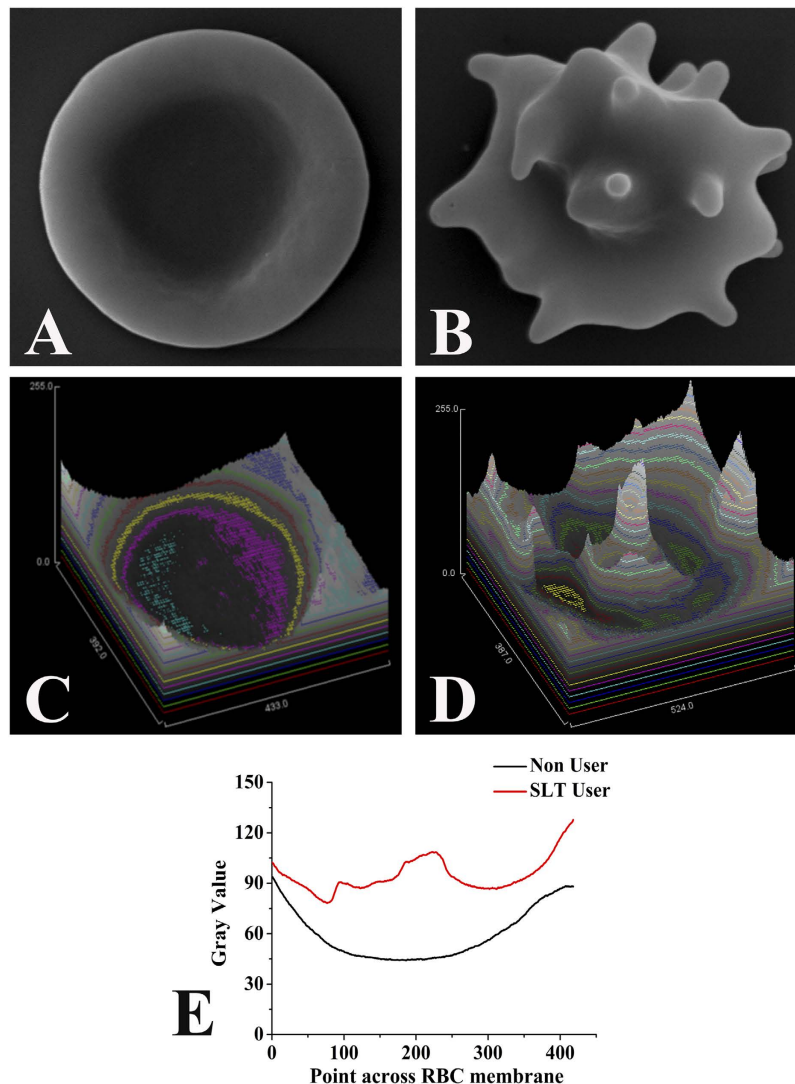 A
B
255.0
0.0
392.0
433.0
C
255.0
0.0
387.0
524.0
D
Non User
SLT User
150
120
90
60
30
0
Gray Value
0 100 200 300 400
Point across RBC membrane
E